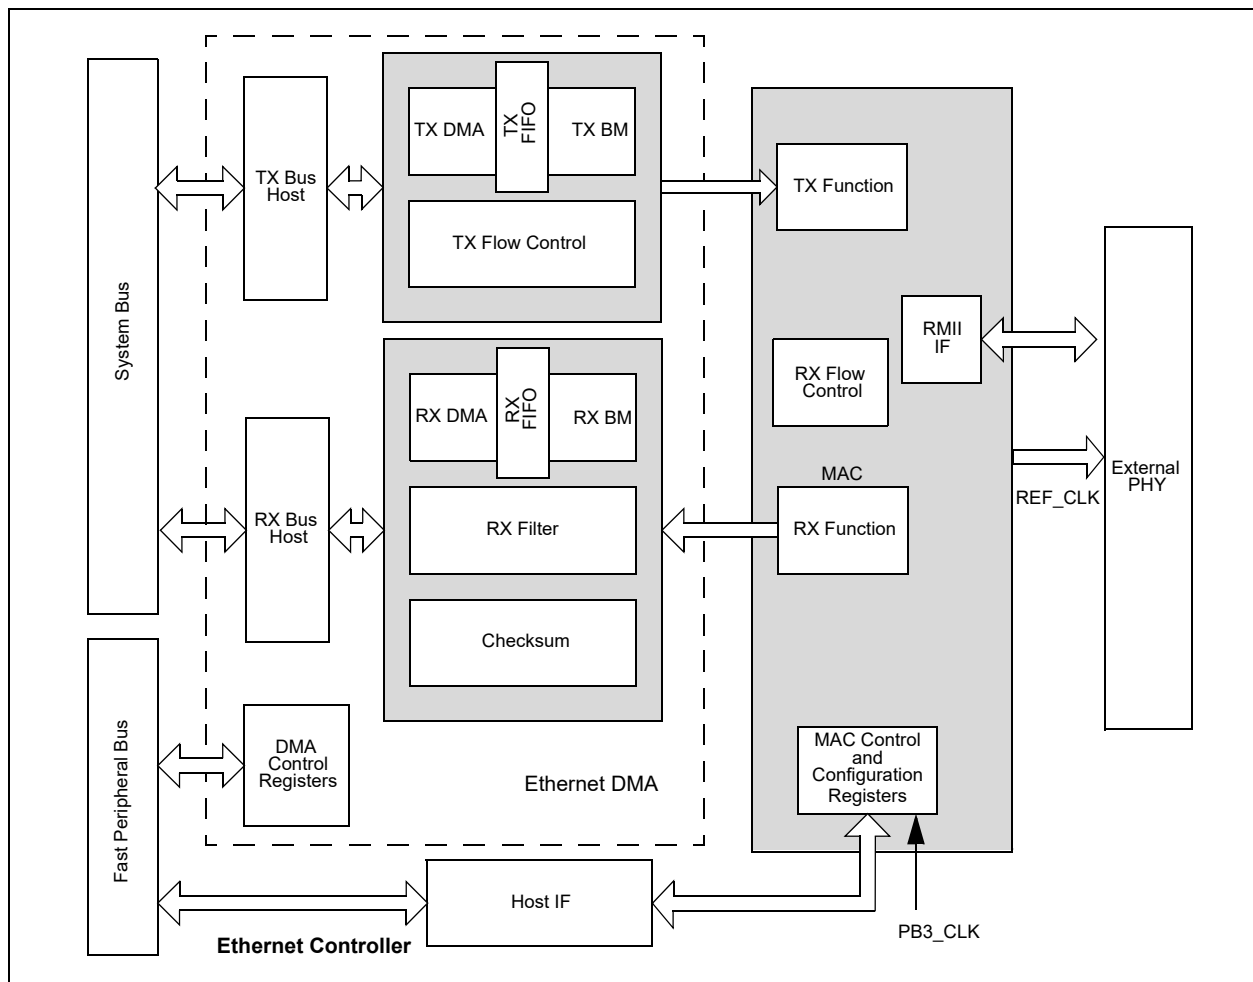 System Bus
TX Bus
Host
TX DMA
TX
FIFO
TX BM
TX Flow Control
TX Function
RMII
IF
RX Flow
Control
MAC
RX Function
REF_CLK
External
PHY
RX Bus
Host
RX DMA
RX
FIFO
RX BM
RX Filter
Checksum
Fast Peripheral Bus
DMA
Control
Registers
Ethernet DMA
MAC Control
and
Configuration
Registers
Host IF
PB3_CLK
Ethernet Controller